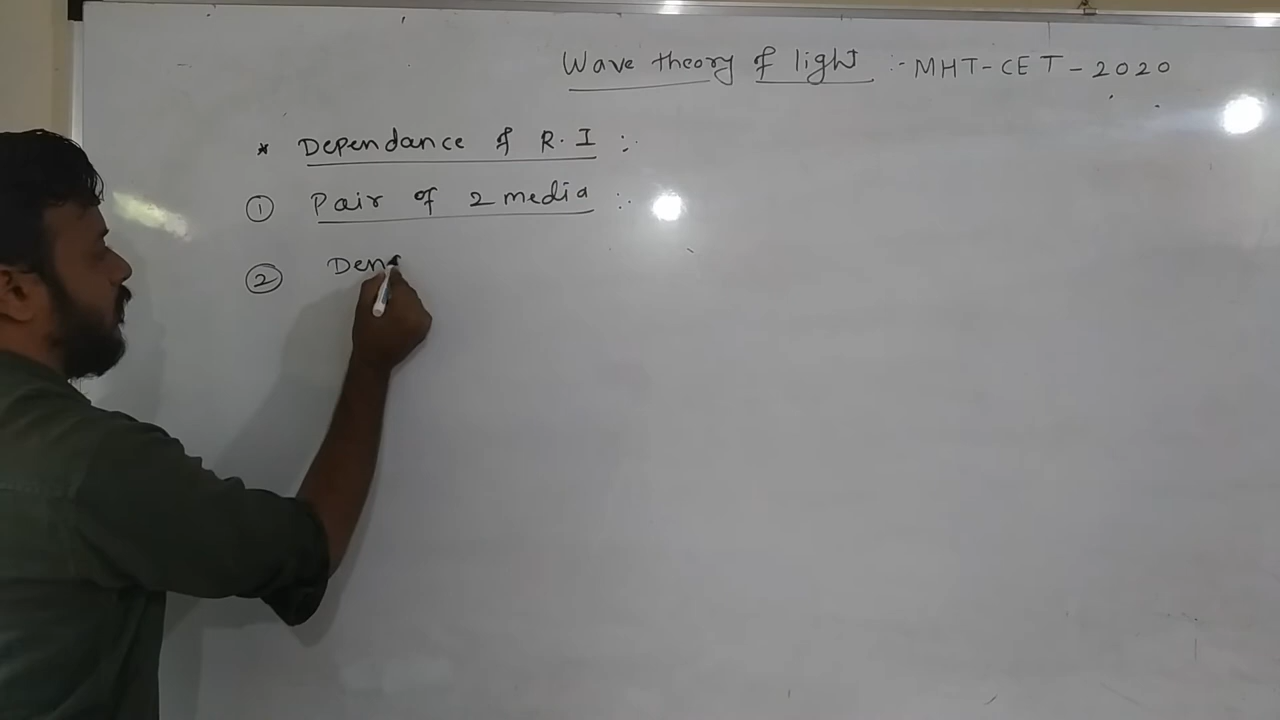 Wave theory of light :- MHT-CET-2020
* Dependance of R.I :-
① Pair of 2 media :-
② Den